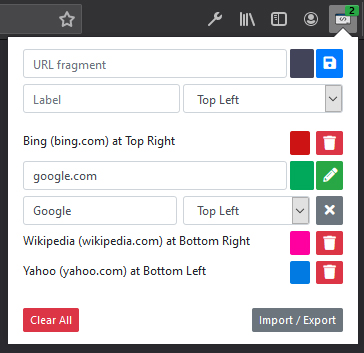 2
URL fragment
Label
Top Left
Bing (bing.com) at Top Right
google.com
Google
Top Left
Wikipedia (wikipedia.com) at Bottom Right
Yahoo (yahoo.com) at Bottom Left
Clear All
Import / Export